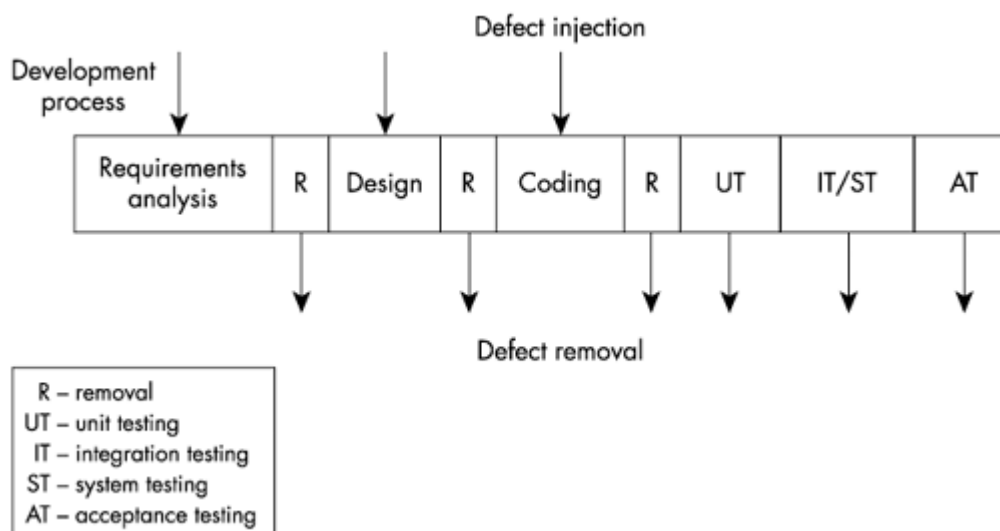 Defect injection
Development
process
Requirements
analysis
R
Design
R
Coding
R
UT
IT/ST
AT
Defect removal
R – removal
UT – unit testing
IT – integration testing
ST – system testing
AT – acceptance testing